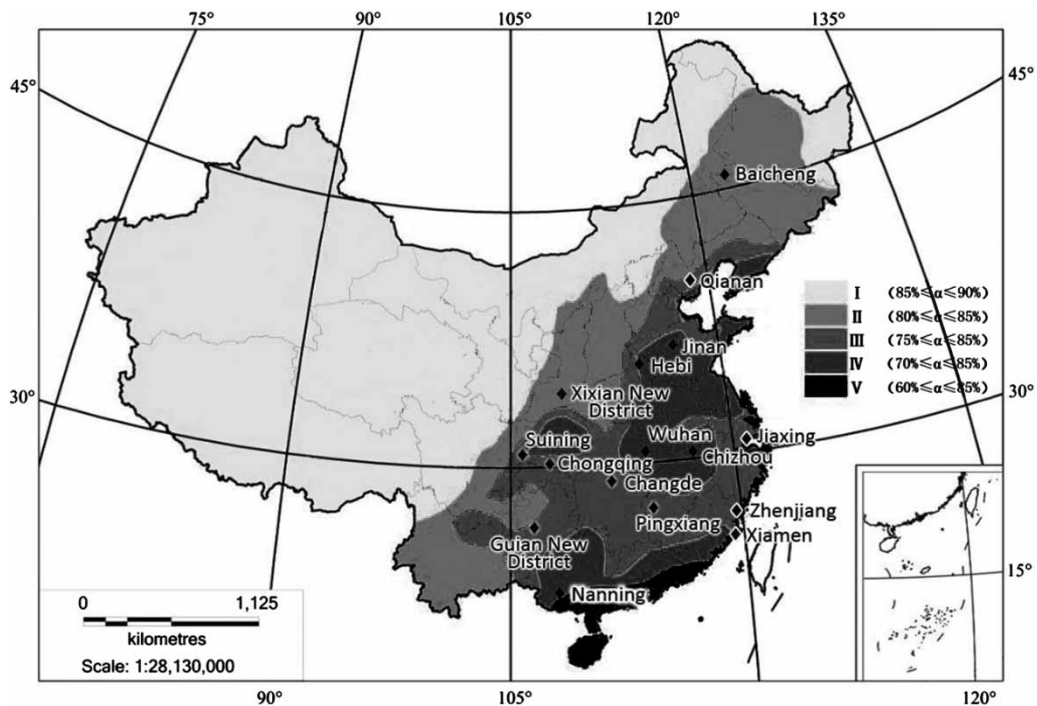 75°
90°
105°
120°
135°
45°
45°
Baicheng
Qianan
I (85%≤α≤90%)
II (80%≤α≤85%)
III (75%≤α≤85%)
IV (70%≤α≤85%)
V (60%≤α≤85%)
Jinan
Hebi
30°
30°
Xixian New
District
Suining
Wuhan
Jiaxing
Chongqing
Chizhou
Changde
Pingxiang
Zhenjiang
Xiamen
Guian New
District
15°
Nanning
0 1,125
kilometres
Scale: 1:28,130,000
90°
105°
120°